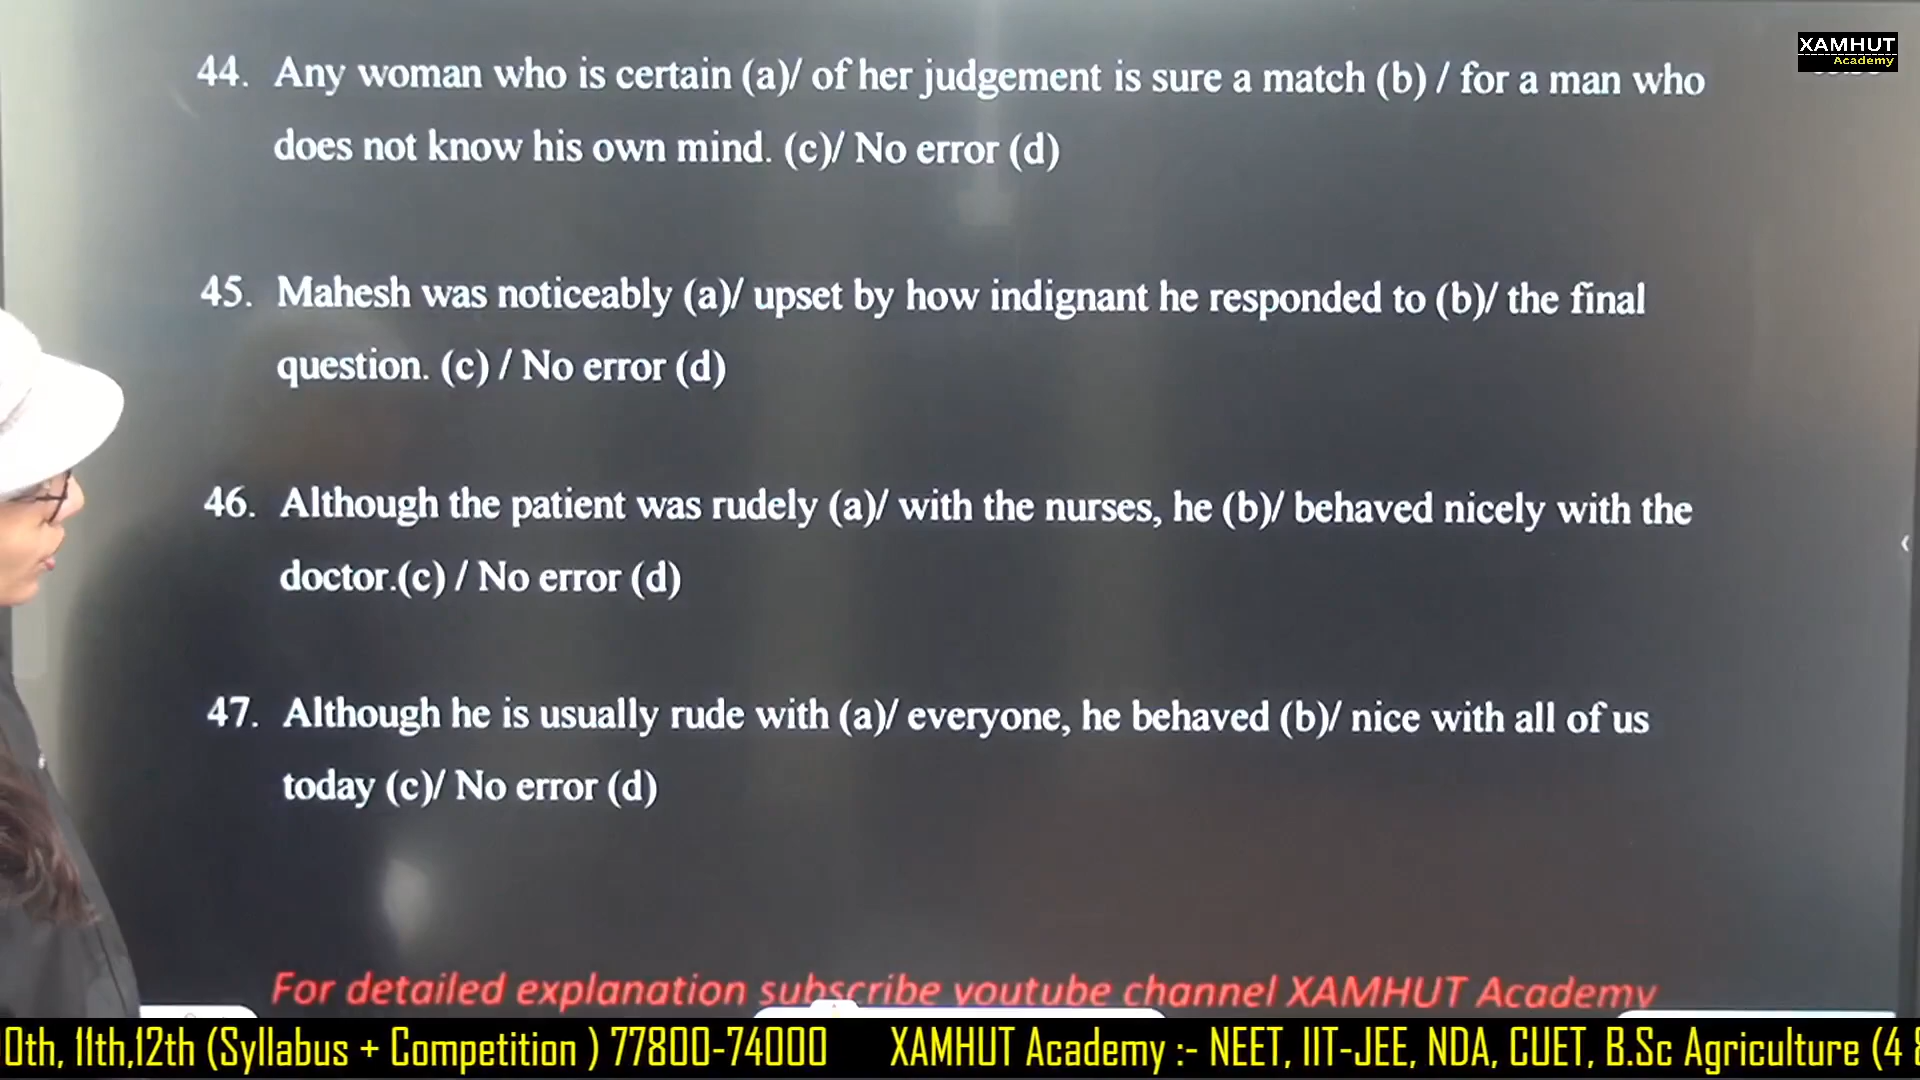 XAMHUT
Academy
44. Any woman who is certain (a)/ of her judgement is sure a match (b) / for a man who
does not know his own mind. (c)/ No error (d)
45. Mahesh was noticeably (a)/ upset by how indignant he responded to (b)/ the final
question. (c) / No error (d)
46. Although the patient was rudely (a)/ with the nurses, he (b)/ behaved nicely with the
doctor.(c) / No error (d)
47. Although he is usually rude with (a)/ everyone, he behaved (b)/ nice with all of us
today (c)/ No error (d)
For detailed explanation subscribe youtube channel XAMHUT Academy
0th, 11th,12th (Syllabus + Competition ) 77800-74000 XAMHUT Academy :- NEET, IIT-JEE, NDA, CUET, B.Sc Agriculture (4